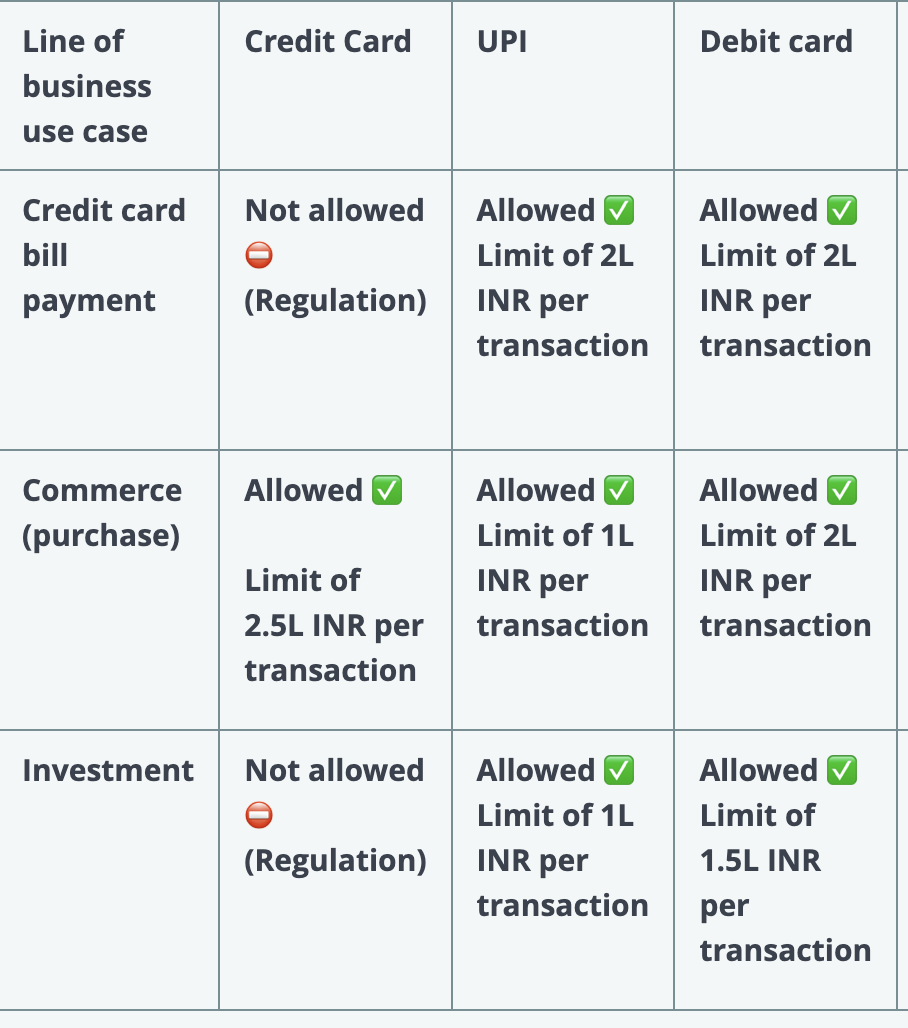 Line of
business
use case
Credit Card
UPI
Debit card
Credit card
bill
payment
Not allowed
⛔
(Regulation)
Allowed ✅
Limit of 2L
INR per
transaction
Allowed ✅
Limit of 2L
INR per
transaction
Commerce
(purchase)
Allowed ✅
Limit of
2.5L INR per
transaction
Allowed ✅
Limit of 1L
INR per
transaction
Allowed ✅
Limit of 2L
INR per
transaction
Investment
Not allowed
⛔
(Regulation)
Allowed ✅
Limit of 1L
INR per
transaction
Allowed ✅
Limit of
1.5L INR
per
transaction